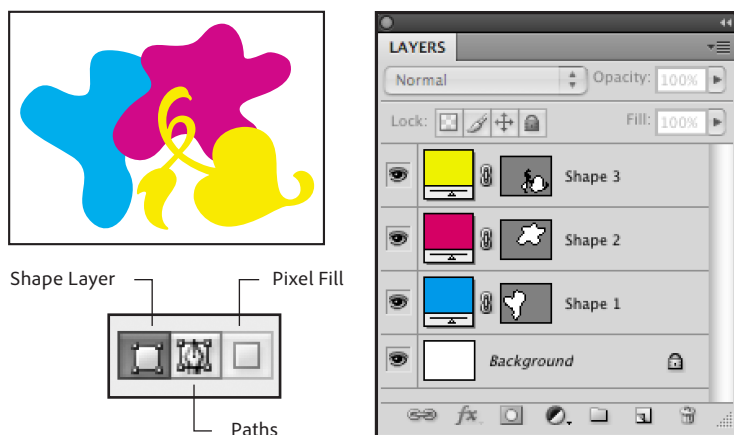 Shape Layer
Pixel Fill
Paths
LAYERS
Normal
Opacity: 100%
Lock:
Fill: 100%
Shape 3
Shape 2
Shape 1
Background
fx.